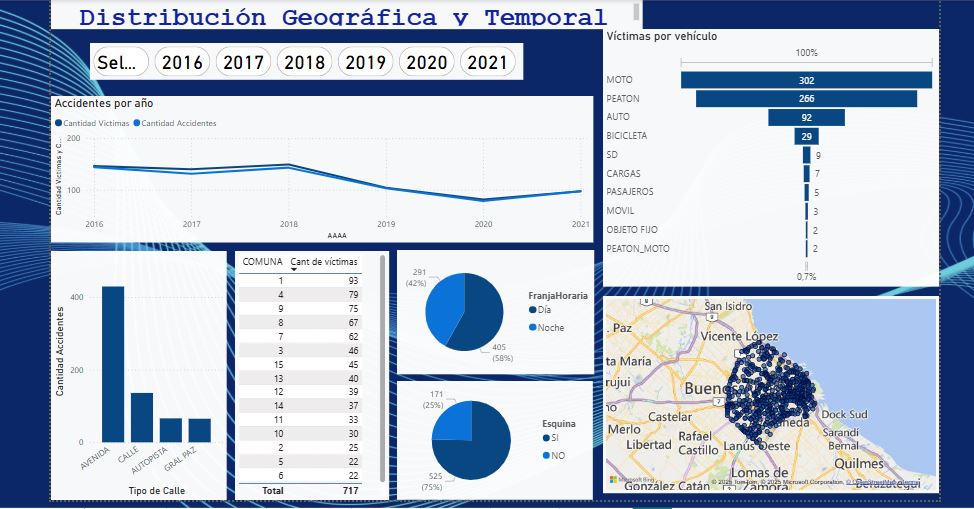 Distribución Geográfica y Temporal
Sel... 2016 2017 2018 2019 2020 2021
Accidentes por año
Cantidad Victimas Cantidad Accidentes
Cantidad Victimas y C...
200
100
2016 2017 2018 2019 2020 2021
AAAA
Víctimas por vehículo
100%
MOTO 302
PEATON 266
AUTO 92
BICICLETA 29
SD 9
CARGAS 7
PASAJEROS 5
MOVIL 3
OBJETO FIJO 2
PEATON_MOTO 2
0,7%
Cantidad Accidentes
400
200
0
AVENIDA CALLE AUTOPISTA GRAL PAZ
Tipo de Calle
COMUNA Cant de víctimas
1 93
4 79
9 75
8 67
7 62
3 46
15 45
13 40
12 39
14 37
11 33
10 30
2 25
5 22
6 22
Total 717
291
(42%)
405
(58%)
FranjaHoraria
Día
Noche
171
(25%)
525
(75%)
Esquina
SI
NO
San Isidro
9
. Paz
Vicente López
8
ta María
rujui
Buenos
7
no
Castelar
Merlo
Dock Sud
Rafael
Castillo
Libertad
Lanús Oeste
Sarandí
Bernal
Quilmes
Lomas de
Zamora
González Catán
Microsoft Bing
© 2025 TomTom, © 2025 Microsoft Corporation, © OpenStreetMap